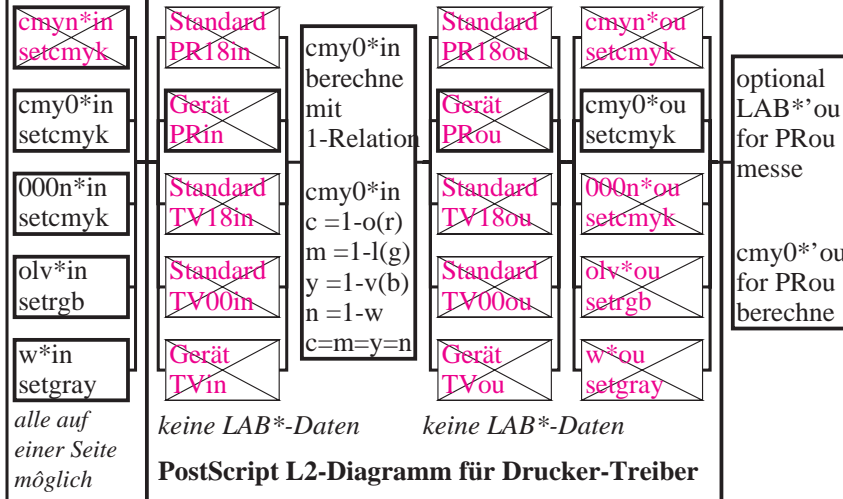 cmyn*in
setcmyk
cmy0*in
setcmyk
000n*in
setcmyk
olv*in
setrgb
w*in
setgray
alle auf
einer Seite
môglich
Standard
PR18in
Gerät
PRin
Standard
TV18in
Standard
TV00in
Gerät
TVin
keine LAB*-Daten
cmy0*in
berechne
mit
1-Relation
cmy0*in
c =1-o(r)
m =1-l(g)
y =1-v(b)
n =1-w
c=m=y=n
Standard
PR18ou
Gerät
PRou
Standard
TV18ou
Standard
TV00ou
Gerät
TVou
keine LAB*-Daten
cmyn*ou
setcmyk
cmy0*ou
setcmyk
000n*ou
setcmyk
olv*ou
setrgb
w*ou
setgray
optional
LAB*’ou
for PRou
messe
cmy0*’ou
for PRou
berechne
PostScript L2-Diagramm für Drucker-Treiber